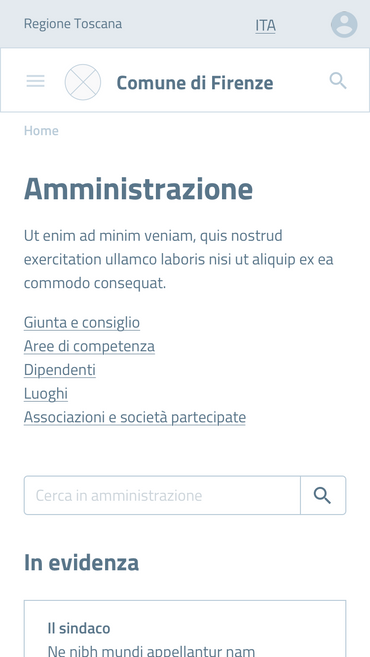 Regione Toscana
ITA
Comune di Firenze
Home
Amministrazione
Ut enim ad minim veniam, quis nostrud
exercitation ullamco laboris nisi ut aliquip ex ea
commodo consequat.
Giunta e consiglio
Aree di competenza
Dipendenti
Luoghi
Associazioni e società partecipate
Cerca in amministrazione
In evidenza
Il sindaco
Ne nibh mundi appellantur nam